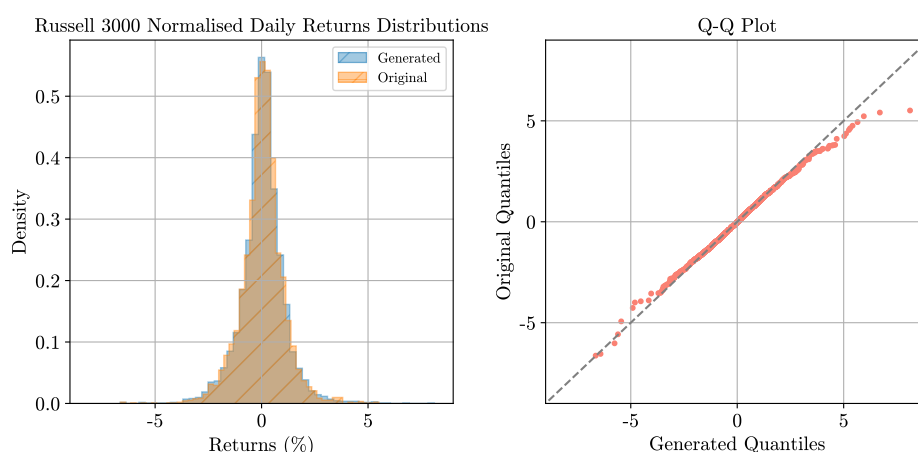 Russell 3000 Normalised Daily Returns Distributions
Generated
Original
0.5
0.4
0.3
0.2
0.1
0.0
Density
-5
0
5
Returns (%)
Q-Q Plot
5
0
-5
Original Quantiles
-5
0
5
Generated Quantiles